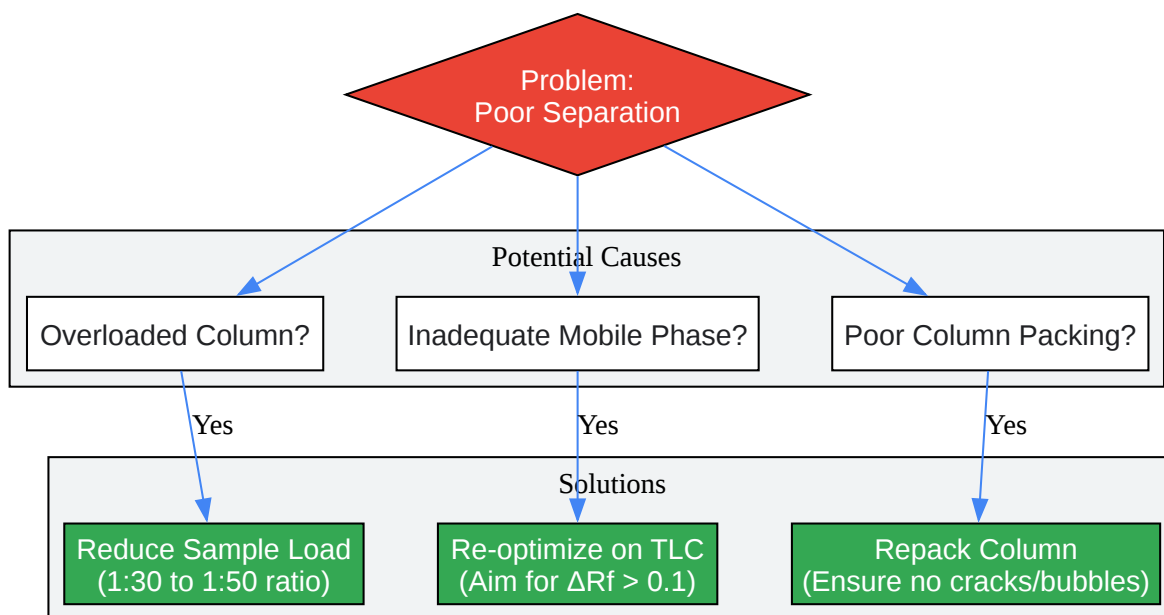 Problem:
Poor Separation
Potential Causes
Overloaded Column?
Inadequate Mobile Phase?
Poor Column Packing?
Yes
Yes
Yes
Solutions
Reduce Sample Load
(1:30 to 1:50 ratio)
Re-optimize on TLC
(Aim for ΔRf > 0.1)
Repack Column
(Ensure no cracks/bubbles)